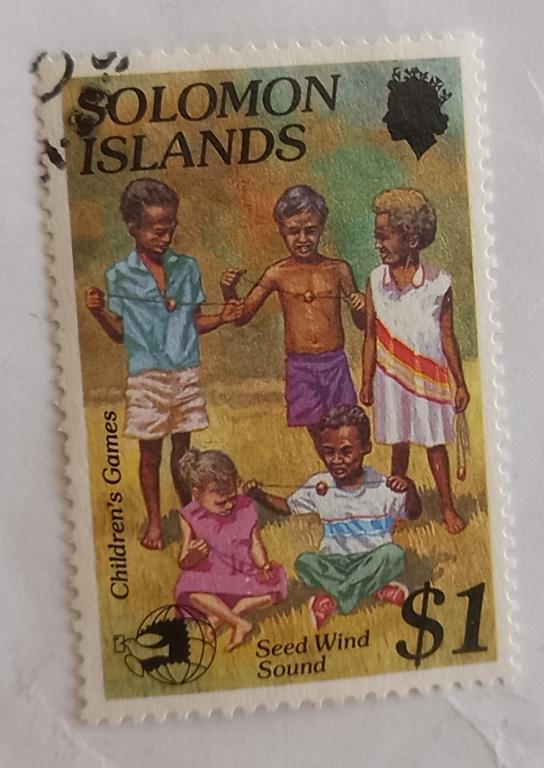 SOLOMON
ISLANDS
Children's Games
Seed Wind
Sound
$1